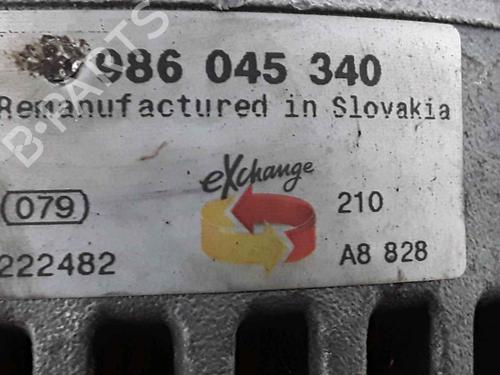 986 045 340
Remanufactured in Slovakia
eXchange
079
210
222482
A8 828
B-PARTS